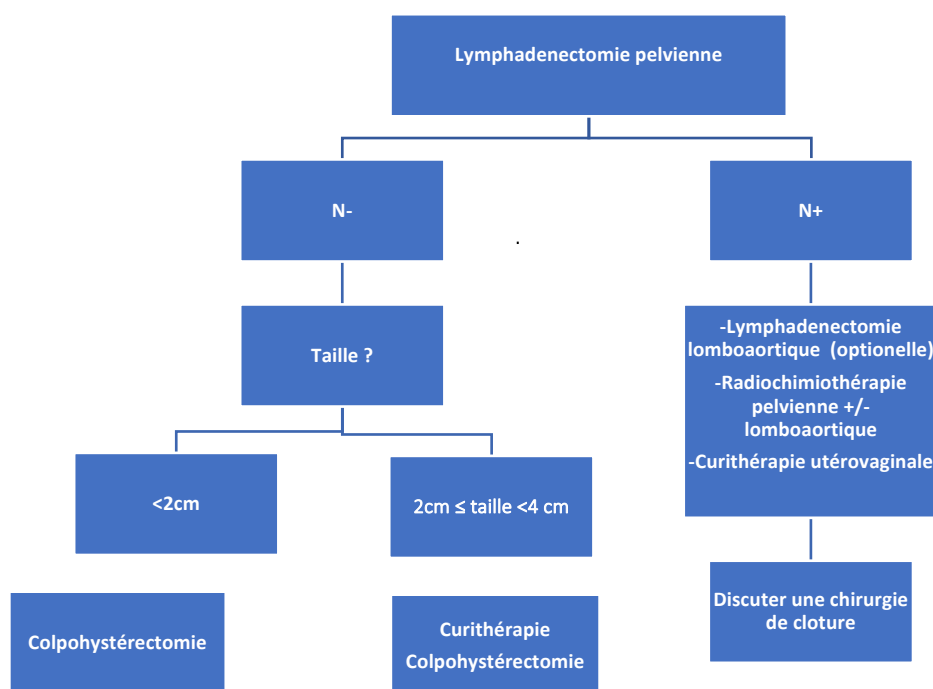 Lymphadenectomie pelvienne
N-
N+
.
Taille ?
-Lymphadenectomie
lomboaortique (optionelle)
-Radiochimiothérapie
pelvienne +/-
lomboaortique
-Curithérapie utérovaginale
<2cm
2cm ≤ taille <4 cm
Discuter une chirurgie
de cloture
Colpohystérectomie
Curithérapie
Colpohystérectomie